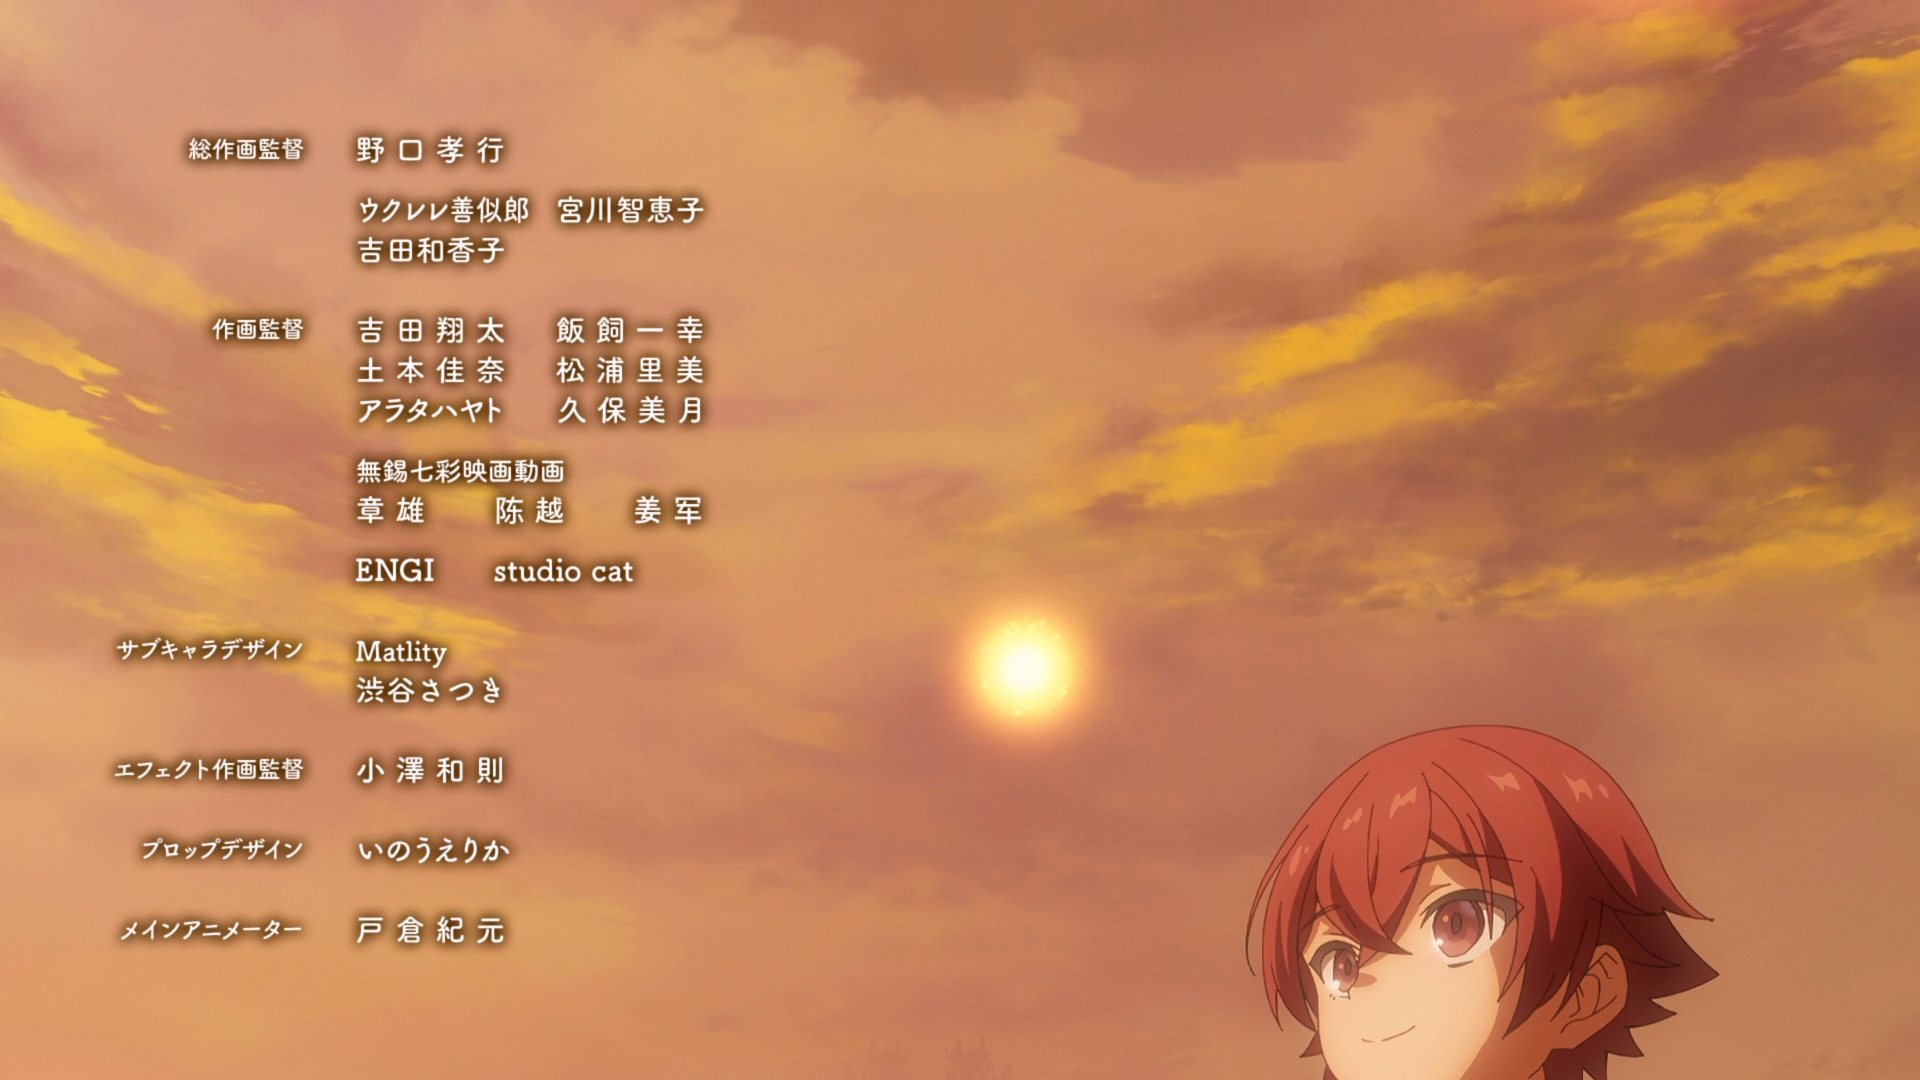 総作画監督 野口孝行
ウクレレ善似郎 宮川智恵子
吉田和香子
作画監督 吉田翔太 飯飼一幸
土本佳奈 松浦里美
アラタハヤト 久保美月
無錫七彩映画動画
章雄 陈越 姜军
ENGI studio cat
サブキャラデザイン Matlity
渋谷さつき
エフェクト作画監督 小澤和則
プロップデザイン いのうえりか
メインアニメーター 戸倉紀元